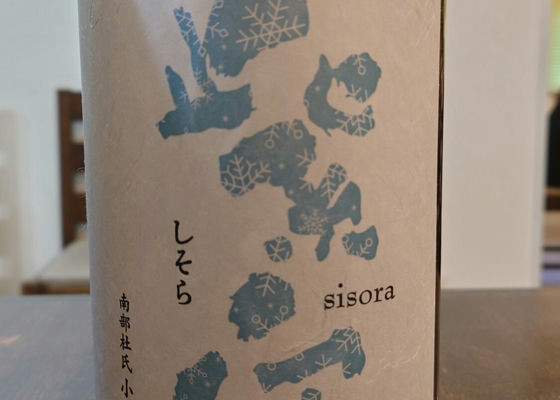 しそら
sisora
南部杜氏 小